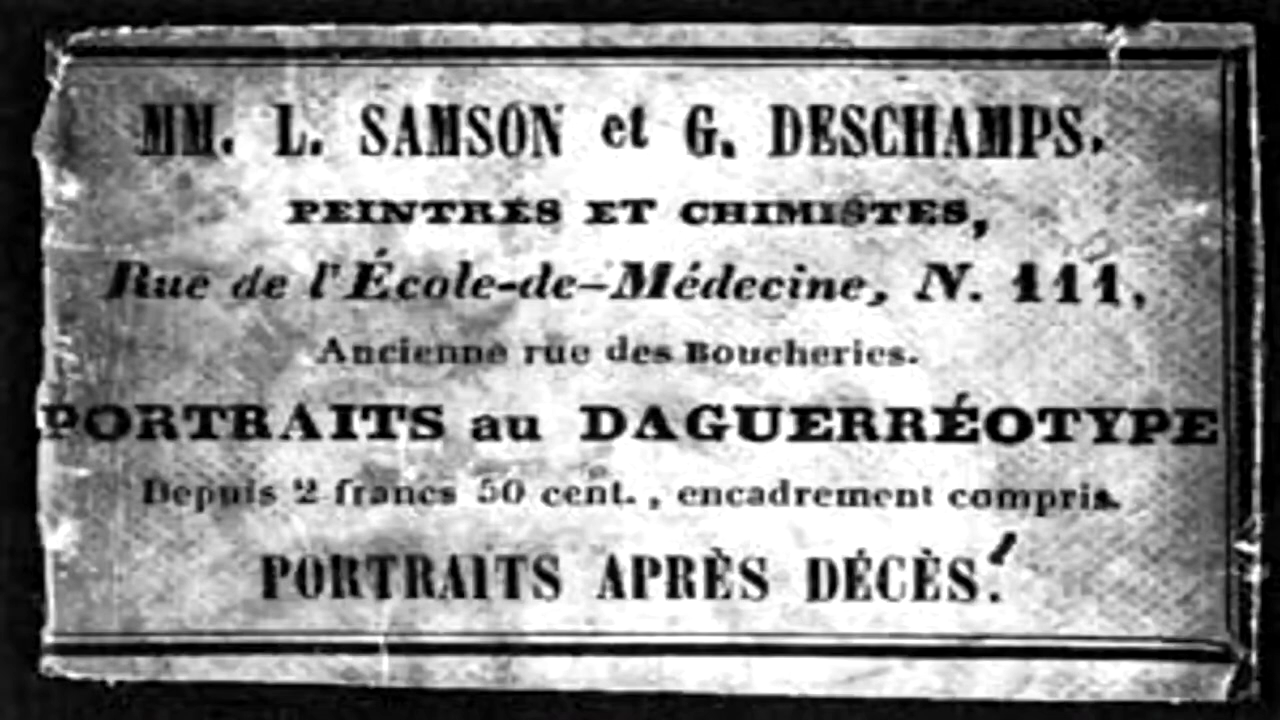 MM. L. SAMSON et G. DESCHAMPS.
PEINTRES ET CHIMISTES,
Rue de l'École-de-Médecine, N. 111,
Ancienne rue des Boucheries.
PORTRAITS au DAGUERRÉOTYPE
Depuis 2 francs 50 cent., encadrement compris.
PORTRAITS APRÈS DÉCÈS.